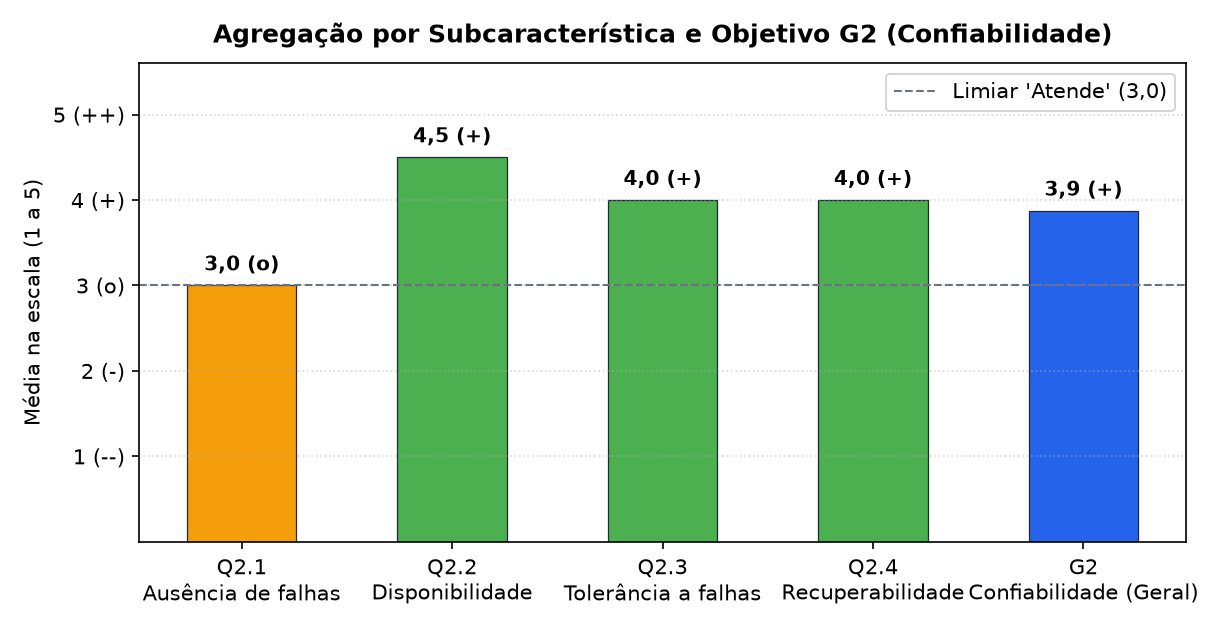 Agregação por Subcaracterística e Objetivo G2 (Confiabilidade)
Limiar 'Atende' (3,0)
Média na escala (1 a 5)
5 (++)
4 (+)
3 (o)
2 (-)
1 (--)
3,0 (o)
4,5 (+)
4,0 (+)
4,0 (+)
3,9 (+)
Q2.1
Ausência de falhas
Q2.2
Disponibilidade
Q2.3
Tolerância a falhas
Q2.4
Recuperabilidade
G2
Confiabilidade (Geral)